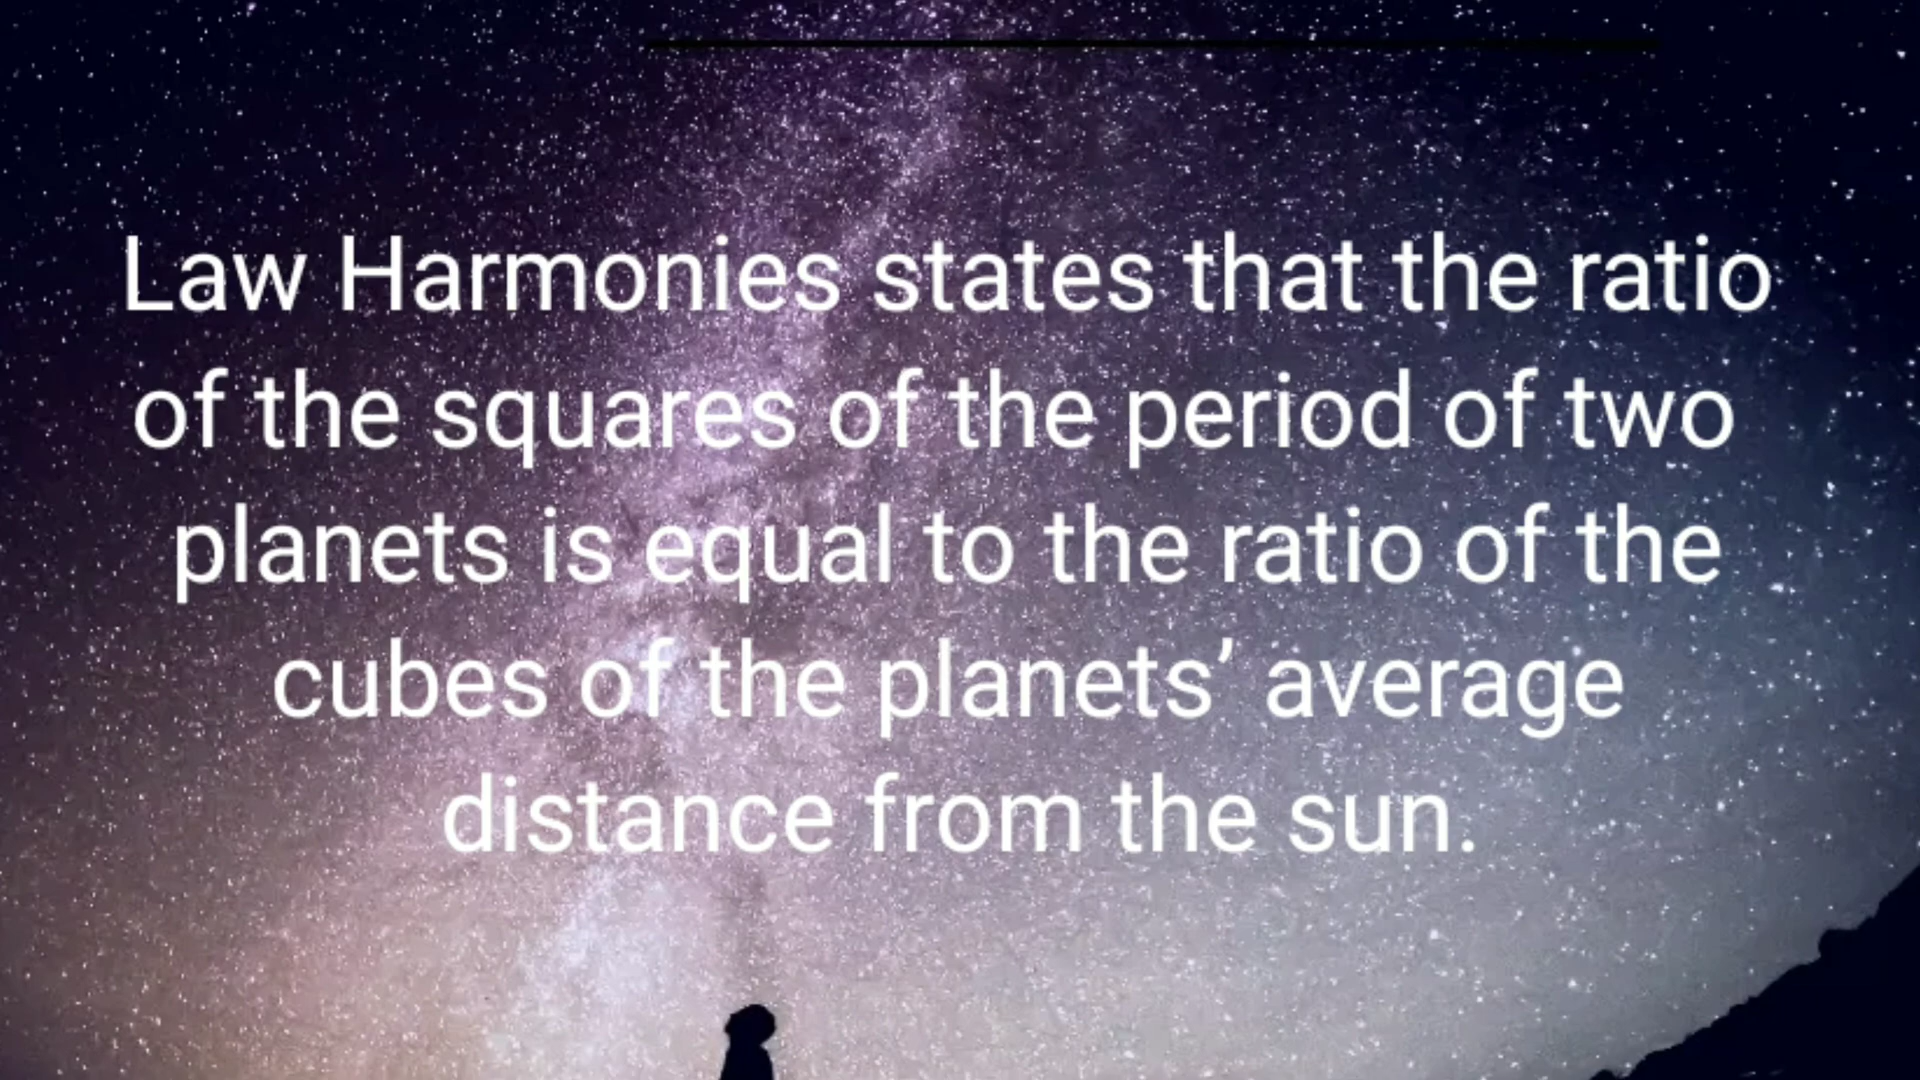 Law Harmonies states that the ratio
of the squares of the period of two
planets is equal to the ratio of the
cubes of the planets’ average
distance from the sun.